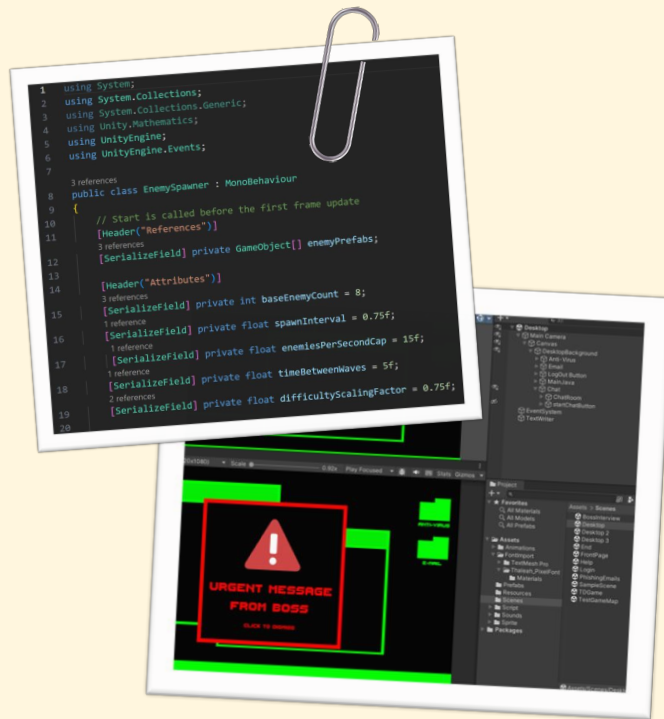 1 using System;
2 using System.Collections;
3 using System.Collections.Generic;
4 using Unity.Mathematics;
5 using UnityEngine;
6 using UnityEngine.Events;
7
3 references
8 public class EnemySpawner : MonoBehaviour
9 {
10 // Start is called before the first frame update
11 [Header("References")]
3 references
12 [SerializeField] private GameObject[] enemyPrefabs;
13
14 [Header("Attributes")]
3 references
15 [SerializeField] private int baseEnemyCount = 8;
1 reference
16 [SerializeField] private float spawnInterval = 0.75f;
1 reference
17 [SerializeField] private float enemiesPerSecondCap = 15f;
1 reference
18 [SerializeField] private float timeBetweenWaves = 5f;
2 references
19 [SerializeField] private float difficultyScalingFactor = 0.75f;
20
Desktop
Main Camera
Canvas
DesktopBackground
Anti-Virus
Email
LogOut Button
MainJava
Chat
ChatRoom
startChatButton
EventSystem
TextWriter
Scale
Play Focused
Stats Gizmos
URGENT MESSAGE
FROM BOSS
Project
Favorites
All Materials
All Models
All Prefabs
Assets
Animations
FontImport
TextMesh Pro
Thaleah_PixelFont
Materials
Prefabs
Resources
Scenes
Script
Sounds
Sprite
Packages
Assets > Scenes
BossInterview
Desktop
Desktop 2
Desktop 3
End
FrontPage
Help
Login
PhishingEmails
SampleScene
TDGame
TestGameMap